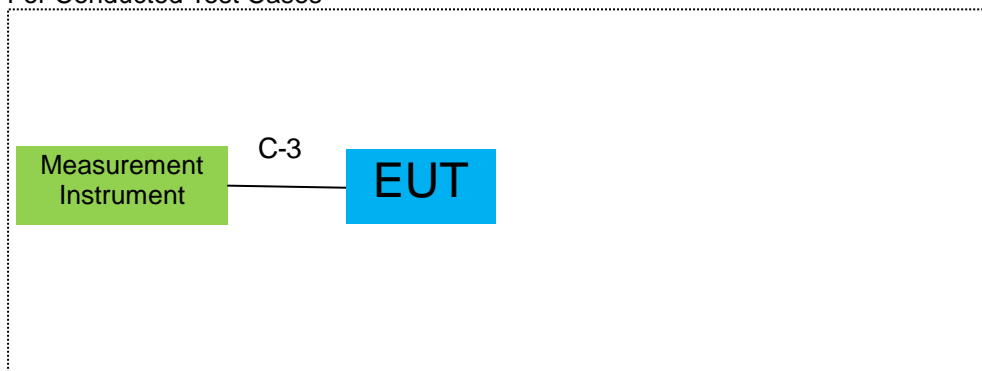 For Conducted Test Cases
C-3
Measurement
Instrument
EUT